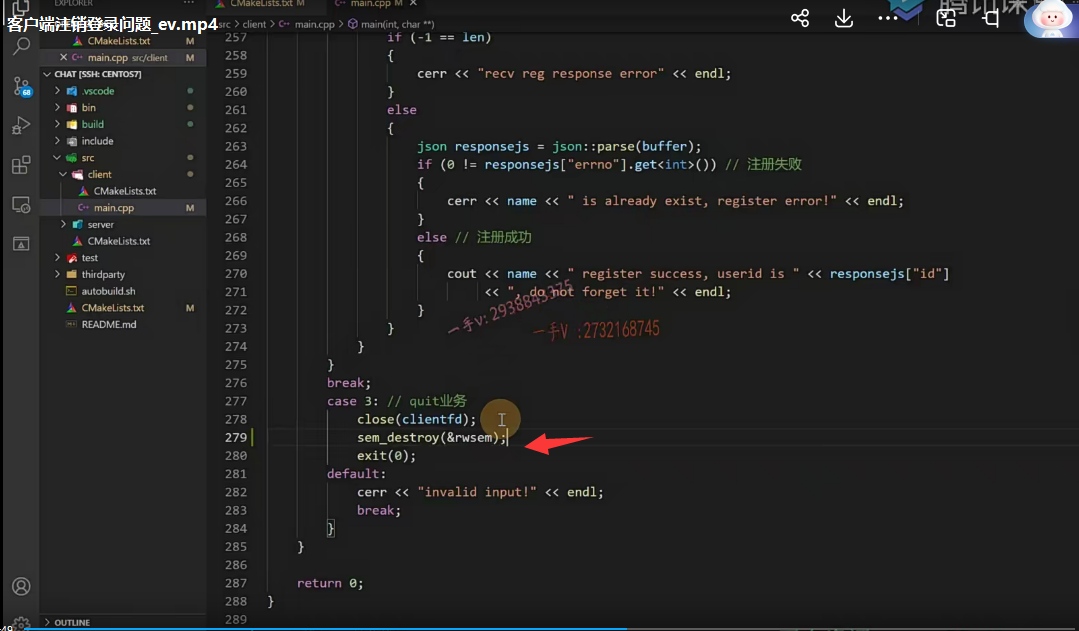 EXPLORER
客户端注销登录问题_ev.mp4
CMakeLists.txt M
main.cpp M
CMakeLists.txt M
main.cpp src/client M
src > client > main.cpp > main(int, char **)
CHAT [SSH: CENTOS7]
.vscode
bin
build
include
src
client
CMakeLists.txt
main.cpp M
server
CMakeLists.txt
test
thirdparty
autobuild.sh
CMakeLists.txt M
README.md
OUTLINE
68
257 if (-1 == len)
258 {
259 cerr << "recv reg response error" << endl;
260 }
261 else
262 {
263 json responsejs = json::parse(buffer);
264 if (0 != responsejs["errno"].get<int>()) // 注册失败
265 {
266 cerr << name << " is already exist, register error!" << endl;
267 }
268 else // 注册成功
269 {
270 cout << name << " register success, userid is " << responsejs["id"]
271 << ", do not forget it!" << endl;
272 }
273 }
274 }
275 }
276 break;
277 case 3: // quit业务
278 close(clientfd);
279 sem_destroy(&rwsem);
280 exit(0);
281 default:
282 cerr << "invalid input!" << endl;
283 break;
284 }
285 }
286
287 return 0;
288 }
289
一手v:2938843375
一手V :2732168745